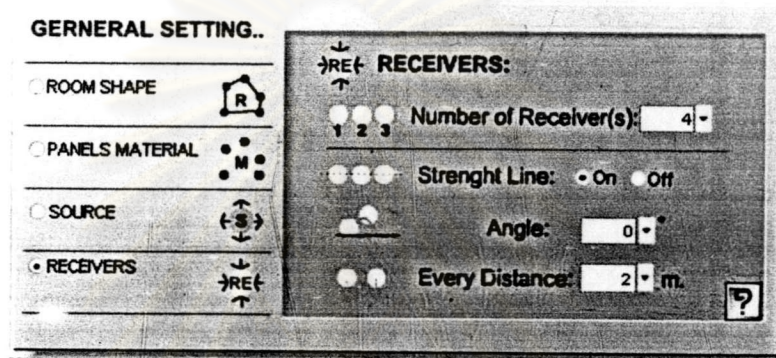 GERNERAL SETTING..
ROOM SHAPE
R
PANELS MATERIAL
M
SOURCE
S
RECEIVERS
RE
RE RECEIVERS:
1 2 3 Number of Receiver(s): 4
Strenght Line: On Off
Angle: 0 °
Every Distance: 2 m.
?